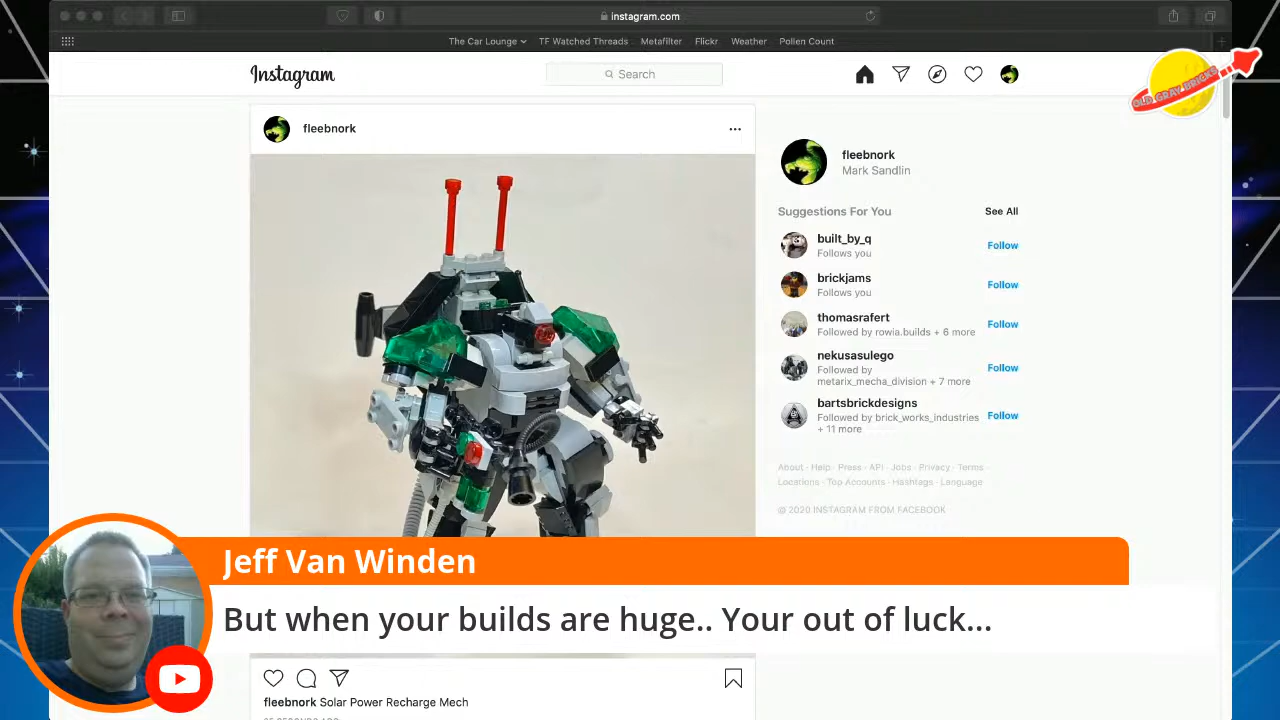 instagram.com
The Car Lounge
TF Watched Threads
Metafilter
Flickr
Weather
Pollen Count
Instagram
Search
OLD GRAY BRICKS
fleebnork
fleebnork
Mark Sandlin
Suggestions For You
See All
built_by_q
Follows you
Follow
brickjams
Follows you
Follow
thomasrafert
Followed by rowia.builds + 6 more
Follow
nekusasulego
Followed by
metarix_mecha_division + 7 more
Follow
bartsbrickdesigns
Followed by brick_works_industries
+ 11 more
Follow
About · Help · Press · API · Jobs · Privacy · Terms ·
Locations · Top Accounts · Hashtags · Language
© 2020 INSTAGRAM FROM FACEBOOK
Jeff Van Winden
But when your builds are huge.. Your out of luck...
fleebnork Solar Power Recharge Mech